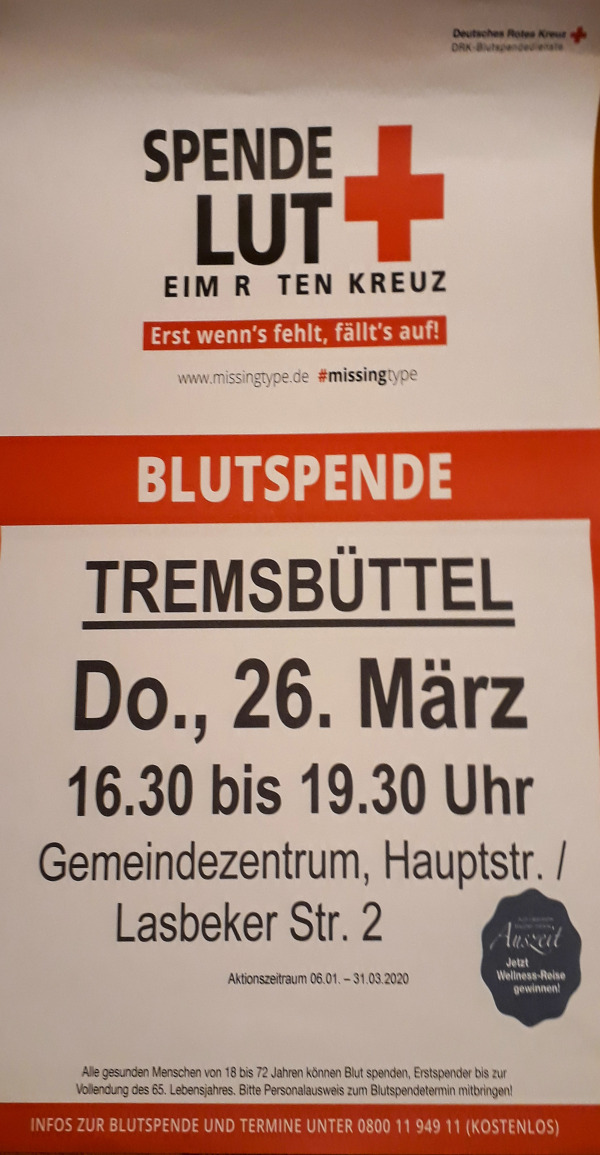 Deutsches Rotes Kreuz
DRK-Blutspendedienste
SPENDE
LUT
EIM R TEN KREUZ
Erst wenn's fehlt, fällt's auf!
www.missingtype.de #missingtype
BLUTSPENDE
TREMSBÜTTEL
Do., 26. März
16.30 bis 19.30 Uhr
Gemeindezentrum, Hauptstr. /
Lasbeker Str. 2
Auszeit
Jetzt
Wellness-Reise
gewinnen!
Aktionszeitraum 06.01. – 31.03.2020
Alle gesunden Menschen von 18 bis 72 Jahren können Blut spenden, Erstspender bis zur
Vollendung des 65. Lebensjahres. Bitte Personalausweis zum Blutspendetermin mitbringen!
INFOS ZUR BLUTSPENDE UND TERMINE UNTER 0800 11 949 11 (KOSTENLOS)